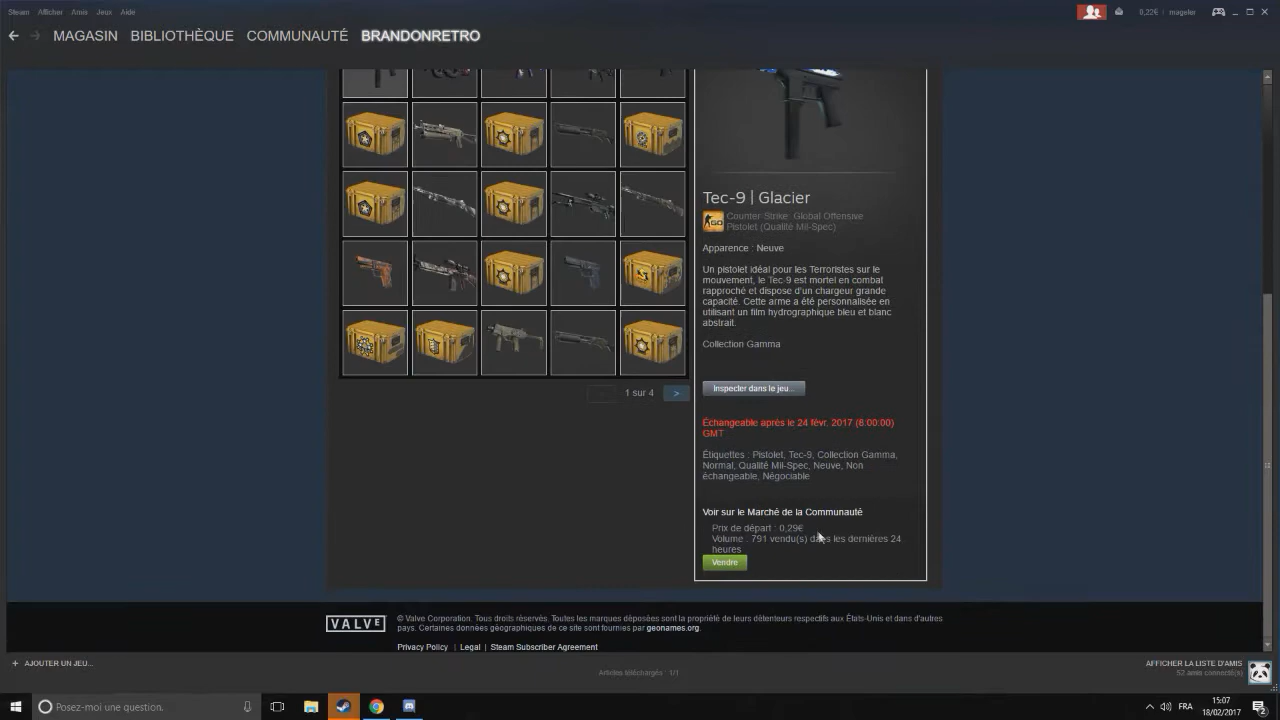 Steam Afficher Amis Jeux Aide
0,22€ mageler
MAGASIN BIBLIOTHÈQUE COMMUNAUTÉ BRANDONRETRO
Tec-9 | Glacier
GO
Counter Strike: Global Offensive
Pistolet (Qualité Mil-Spec)
Apparence : Neuve
Un pistolet idéal pour les Terroristes sur le
mouvement, le Tec-9 est mortel en combat
rapproché et dispose d'un chargeur grande
capacité. Cette arme a été personnalisée en
utilisant un film hydrographique bleu et blanc
abstrait.
Collection Gamma
Inspecter dans le jeu...
1 sur 4 >
Échangeable après le 24 févr. 2017 (8:00:00)
GMT
Étiquettes : Pistolet, Tec-9, Collection Gamma,
Normal, Qualité Mil-Spec, Neuve, Non
échangeable, Négociable
Voir sur le Marché de la Communauté
Prix de départ : 0,29€
Volume : 791 vendu(s) dans les dernières 24
heures
Vendre
VALVE
© Valve Corporation. Tous droits réservés. Toutes les marques déposées sont la propriété de leurs détenteurs respectifs aux États-Unis et dans d'autres
pays. Certaines données géographiques de ce site sont fournies par geonames.org.
Privacy Policy | Legal | Steam Subscriber Agreement
+ AJOUTER UN JEU...
Articles téléchargés : 1/1
AFFICHER LA LISTE D'AMIS
52 amis connecté(s)
Posez-moi une question.
FRA
15:07
18/02/2017
2